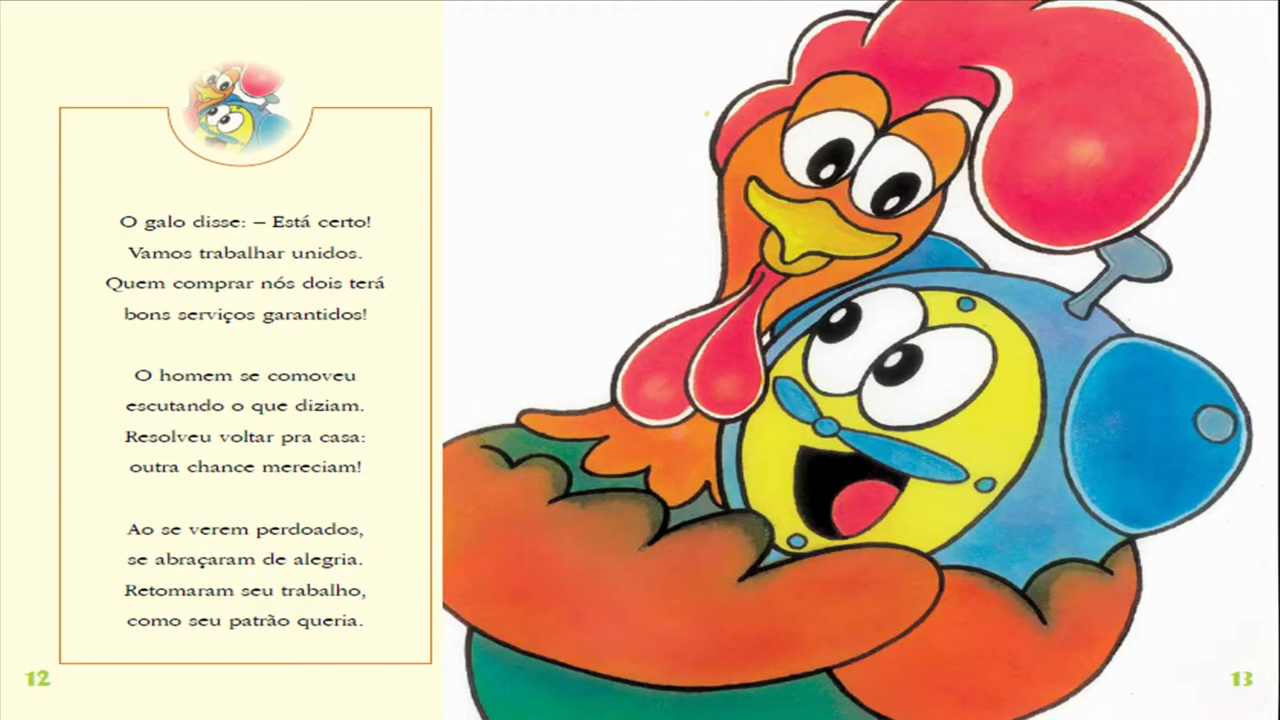 O galo disse: – Está certo!
Vamos trabalhar unidos.
Quem comprar nós dois terá
bons serviços garantidos!
O homem se comoveu
escutando o que diziam.
Resolveu voltar pra casa:
outra chance mereciam!
Ao se verem perdoados,
se abraçaram de alegria.
Retomaram seu trabalho,
como seu patrão queria.
12
13